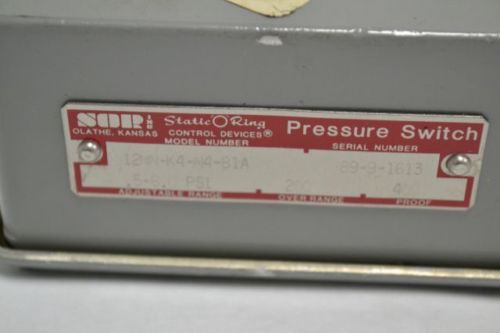 SOR INC Static O Ring Pressure Switch
OLATHE, KANSAS CONTROL DEVICES®
MODEL NUMBER SERIAL NUMBER
89-9-1613
PSI
ADJUSTABLE RANGE OVER RANGE PROOF